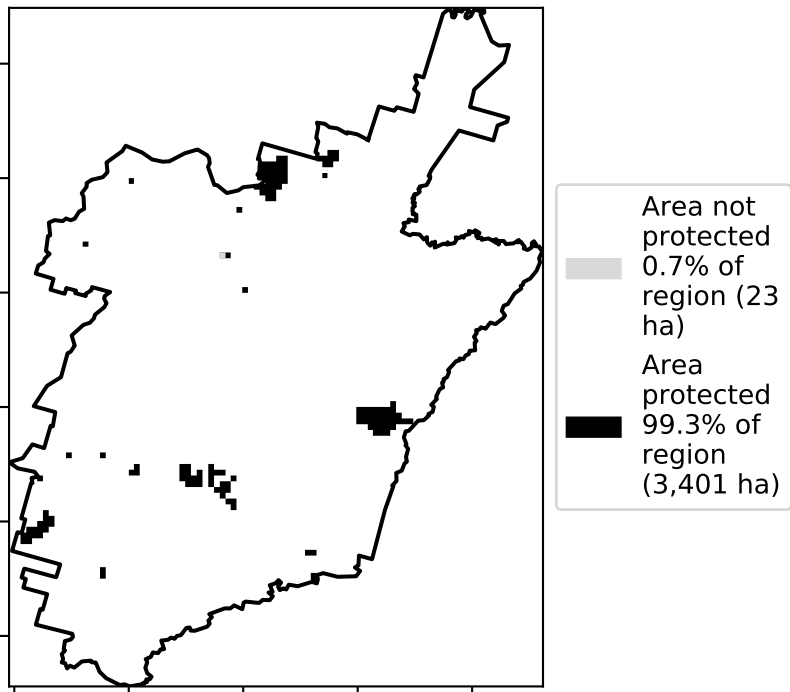 Area not
protected
0.7% of
region (23
ha)
Area
protected
99.3% of
region
(3,401 ha)